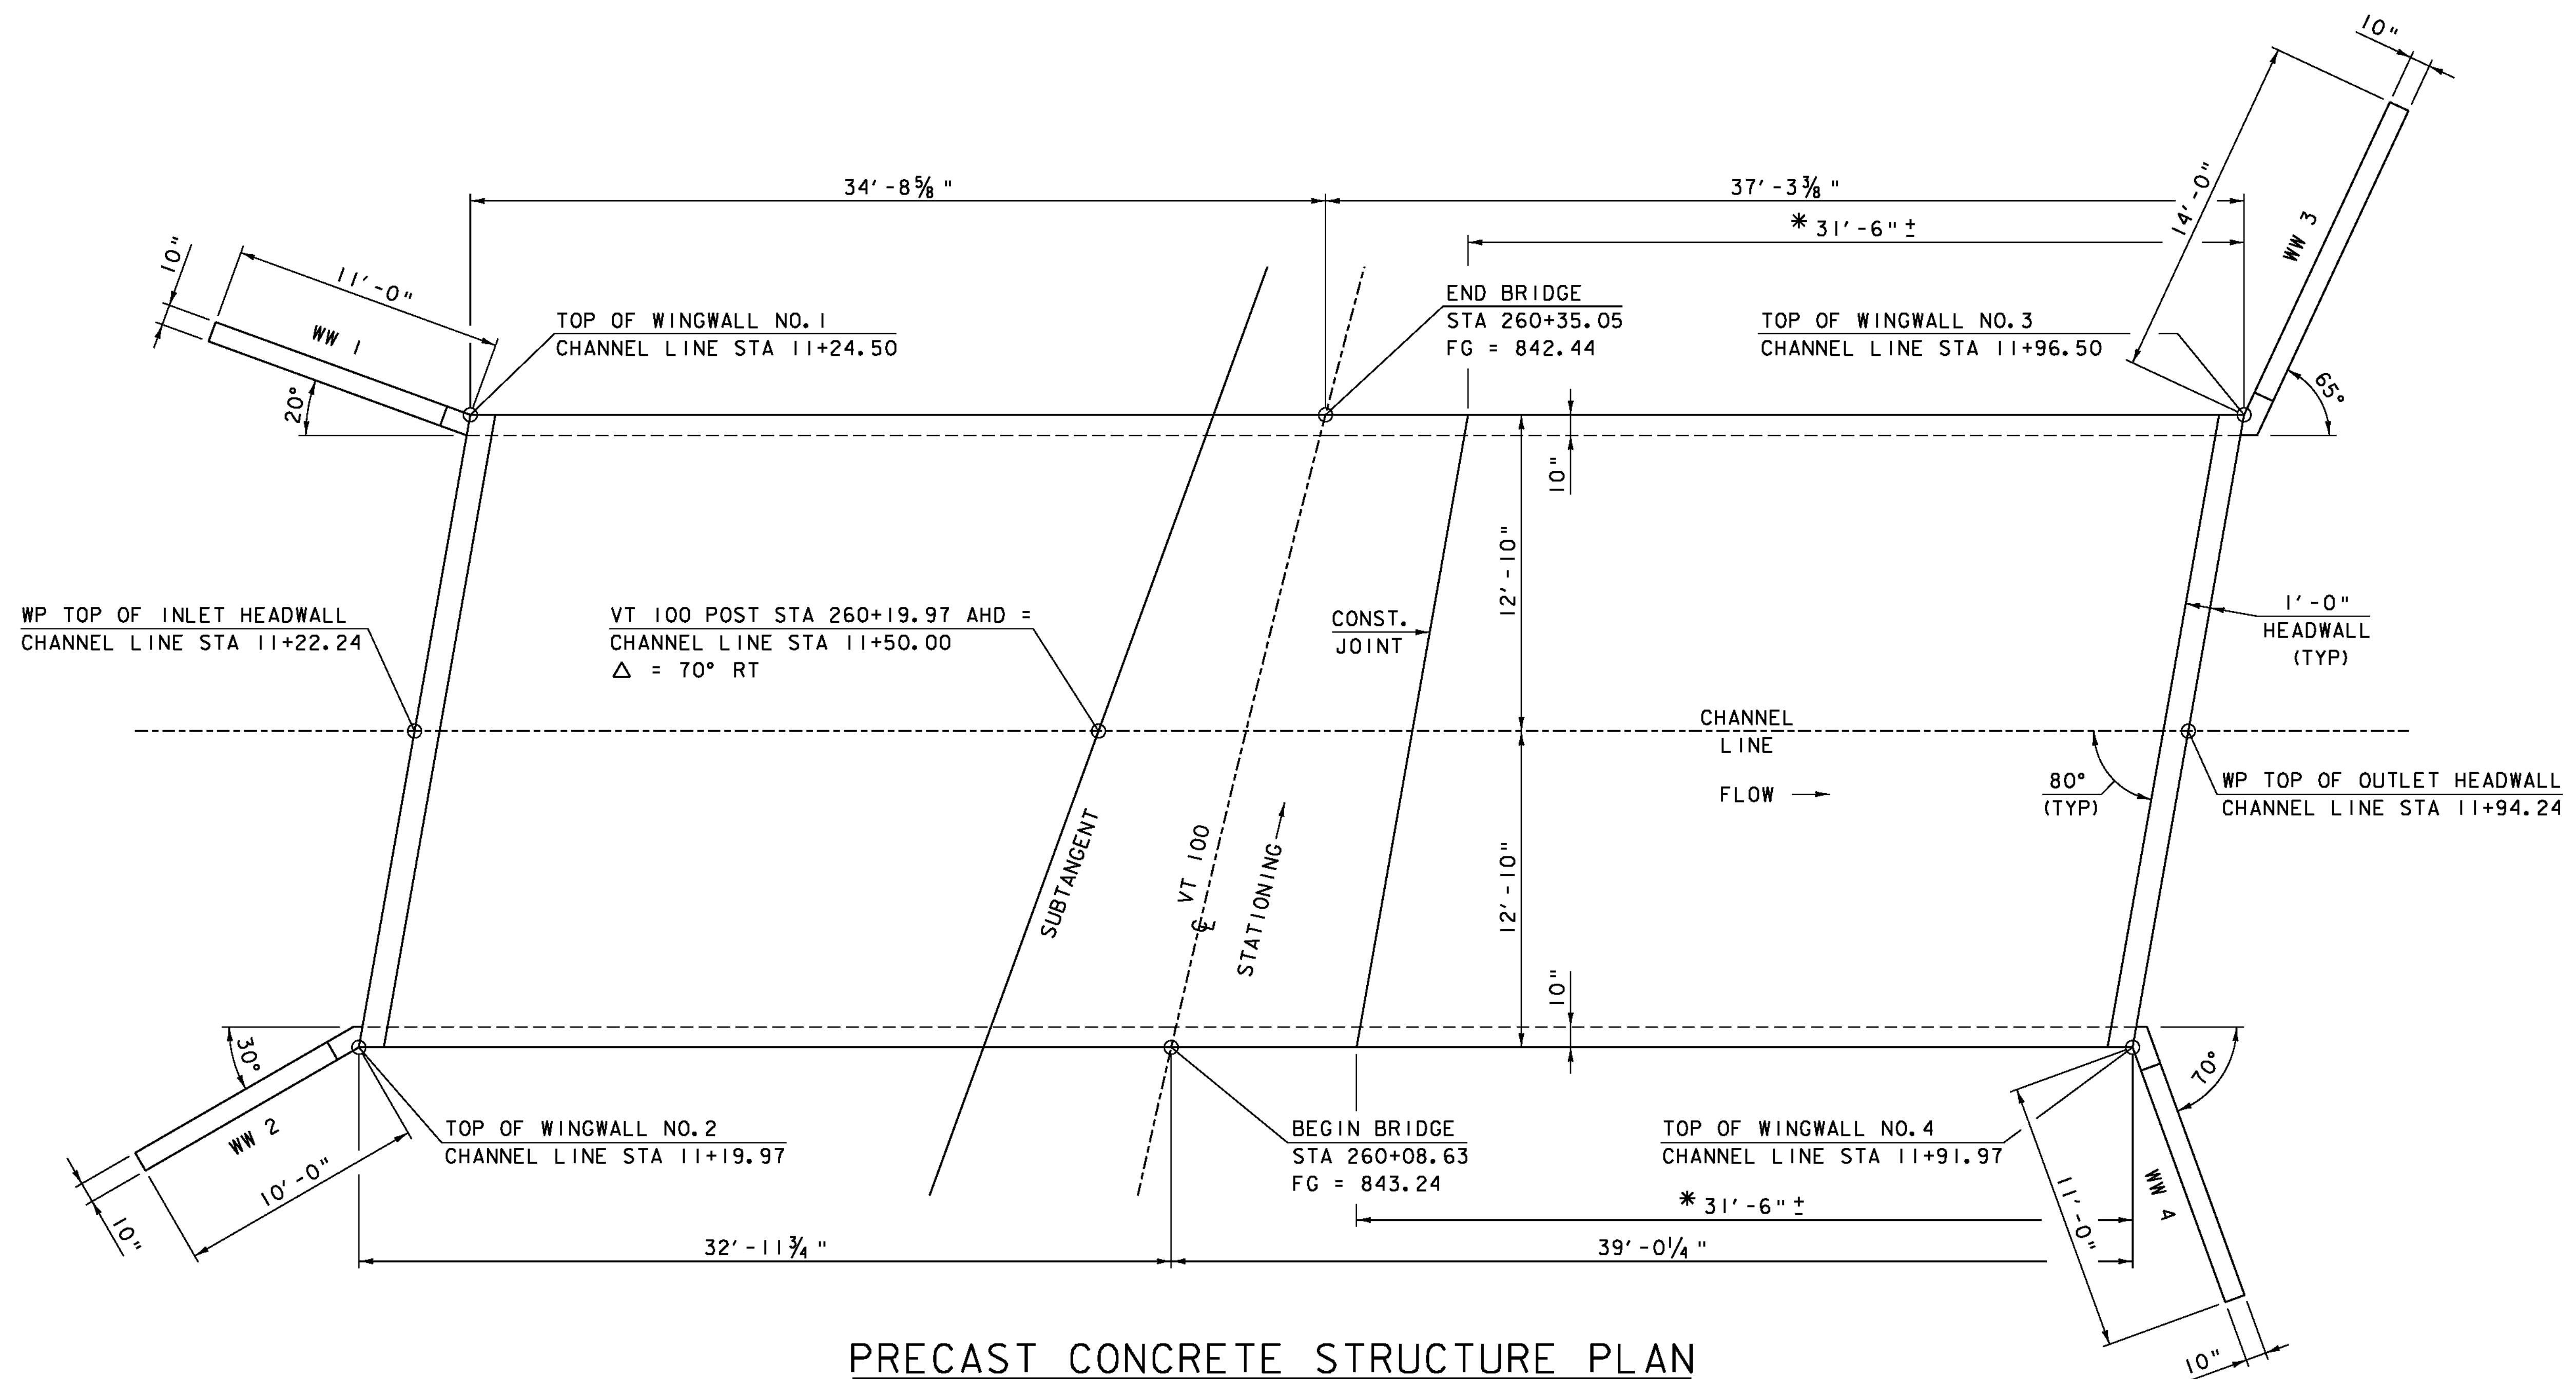 10"
34'-8⅝"
37'-3⅜"
* 31'-6"±
14'-0"
WW 3
65°
10"
11'-0"
WW 1
20°
TOP OF WINGWALL NO.1
CHANNEL LINE STA 11+24.50
END BRIDGE
STA 260+35.05
FG = 842.44
TOP OF WINGWALL NO.3
CHANNEL LINE STA 11+96.50
10"
12'-10"
WP TOP OF INLET HEADWALL
CHANNEL LINE STA 11+22.24
VT 100 POST STA 260+19.97 AHD =
CHANNEL LINE STA 11+50.00
△ = 70° RT
CONST.
JOINT
1'-0"
HEADWALL
(TYP)
CHANNEL
LINE
FLOW
80°
(TYP)
WP TOP OF OUTLET HEADWALL
CHANNEL LINE STA 11+94.24
SUBTANGENT
℄ VT 100
STATIONING
12'-10"
10"
30°
WW 2
10'-0"
10"
TOP OF WINGWALL NO.2
CHANNEL LINE STA 11+19.97
BEGIN BRIDGE
STA 260+08.63
FG = 843.24
TOP OF WINGWALL NO.4
CHANNEL LINE STA 11+91.97
70°
WW 4
11'-0"
10"
* 31'-6"±
32'-11¾"
39'-0¼"
PRECAST CONCRETE STRUCTURE PLAN